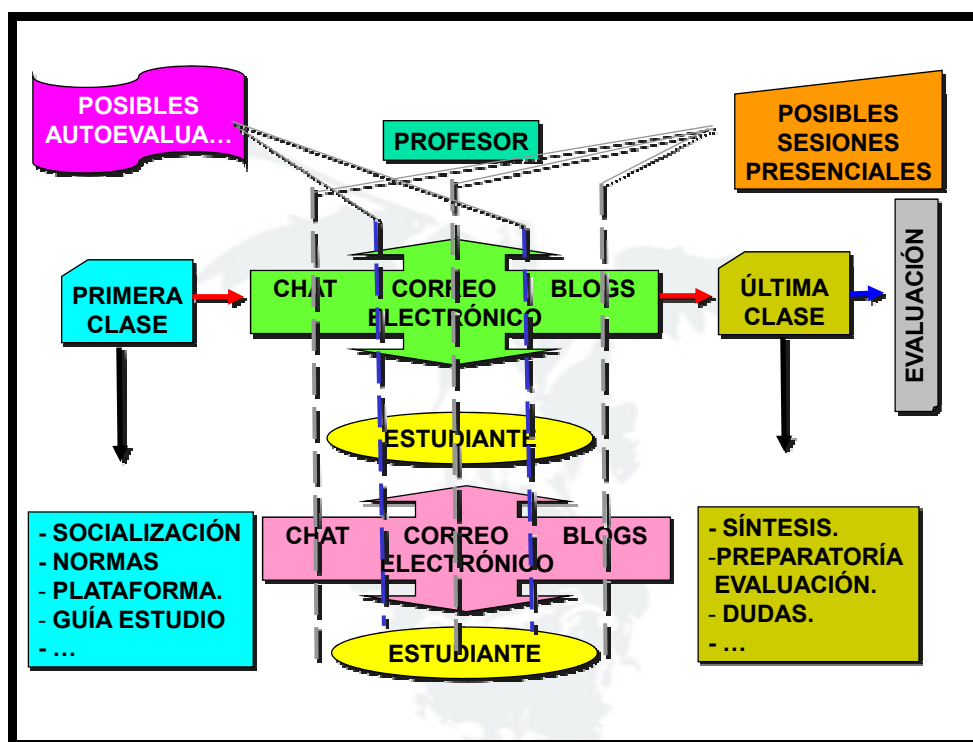 POSIBLES
AUTOEVALUA…
PROFESOR
POSIBLES
SESIONES
PRESENCIALES
PRIMERA
CLASE
CHAT CORREO BLOGS
ELECTRÓNICO
ÚLTIMA
CLASE
EVALUACIÓN
ESTUDIANTE
- SOCIALIZACIÓN
- NORMAS
- PLATAFORMA.
- GUÍA ESTUDIO
- …
CHAT CORREO BLOGS
ELECTRÓNICO
- SÍNTESIS.
-PREPARATORÍA
EVALUACIÓN.
- DUDAS.
- …
ESTUDIANTE